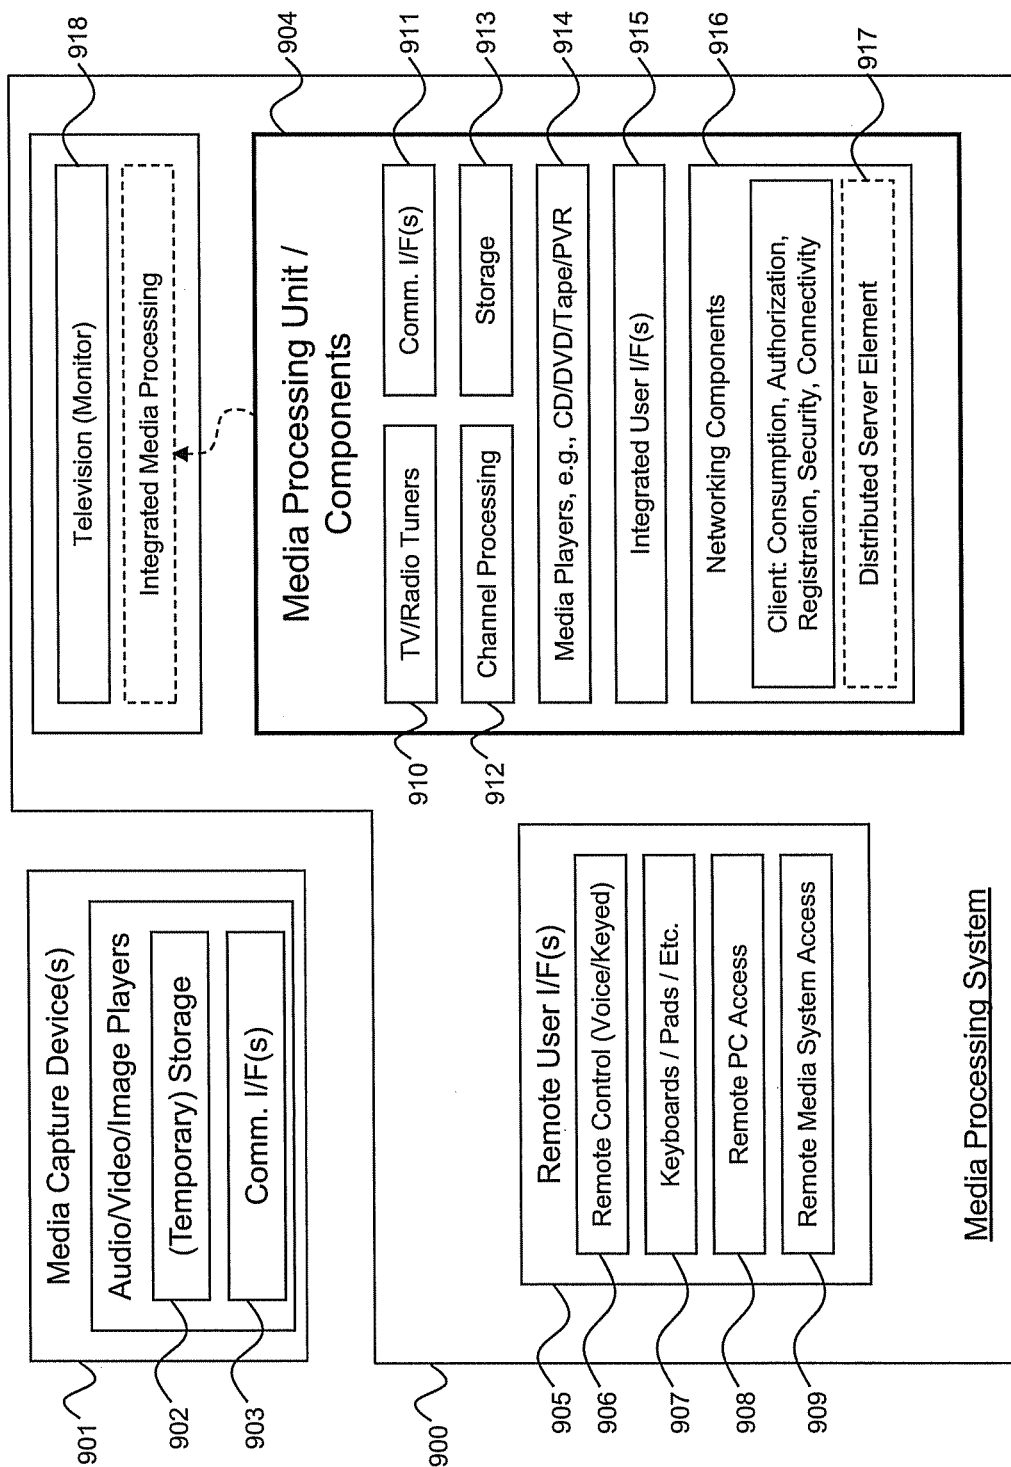 901
Media Capture Device(s)
Audio/Video/Image Players
902
(Temporary) Storage
903
Comm. I/F(s)
900
905
Remote User I/F(s)
906
Remote Control (Voice/Keyed)
907
Keyboards / Pads / Etc.
908
Remote PC Access
909
Remote Media System Access
918
Television (Monitor)
Integrated Media Processing
904
Media Processing Unit /
Components
910
TV/Radio Tuners
911
Comm. I/F(s)
912
Channel Processing
913
Storage
914
Media Players, e.g., CD/DVD/Tape/PVR
915
Integrated User I/F(s)
916
Networking Components
Client: Consumption, Authorization,
Registration, Security, Connectivity
917
Distributed Server Element
Media Processing System